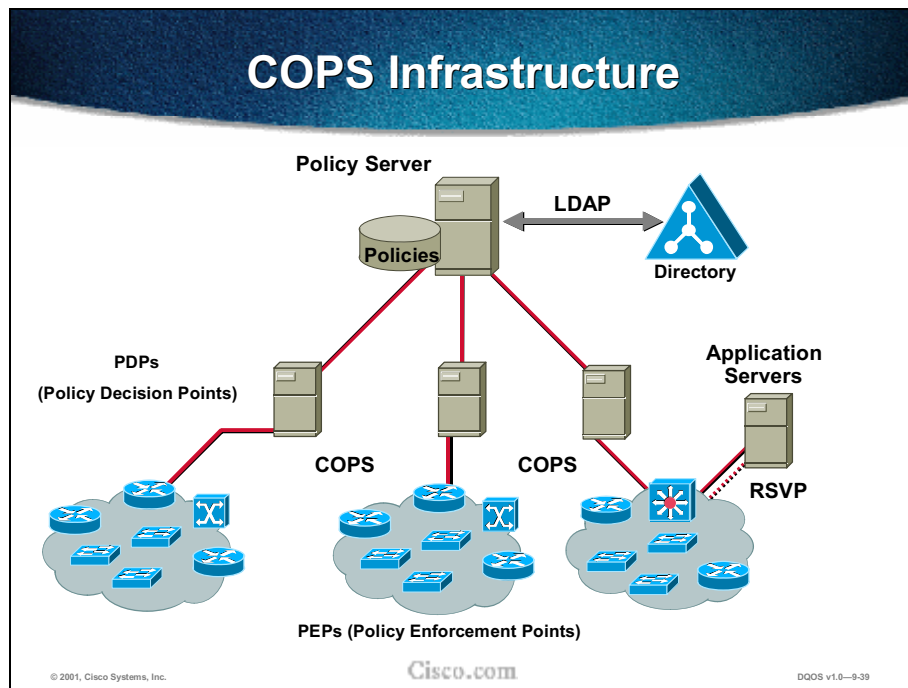 COPS Infrastructure
Policy Server
LDAP
Policies
Directory
PDPs
(Policy Decision Points)
Application
Servers
COPS
COPS
RSVP
PEPs (Policy Enforcement Points)
© 2001, Cisco Systems, Inc.
Cisco.com
DQOS v1.0—9-39